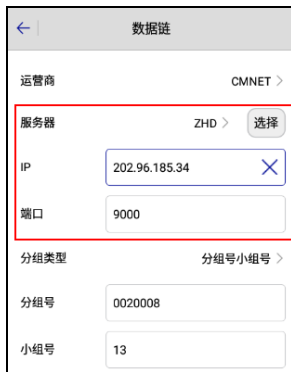 数据链
运营商 CMNET
服务器 ZHD 选择
IP 202.96.185.34
端口 9000
分组类型 分组号小组号
分组号 0020008
小组号 13